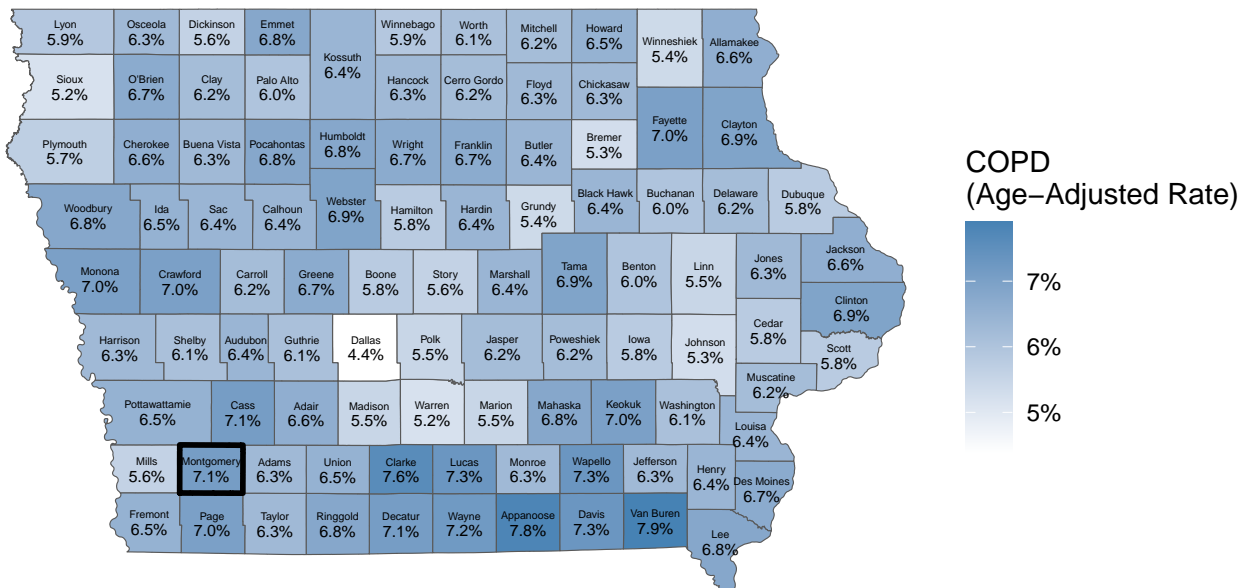 Lyon
5.9%
Osceola
6.3%
Dickinson
5.6%
Emmet
6.8%
Kossuth
6.4%
Winnebago
5.9%
Worth
6.1%
Mitchell
6.2%
Howard
6.5%
Winneshiek
5.4%
Allamakee
6.6%
Sioux
5.2%
O'Brien
6.7%
Clay
6.2%
Palo Alto
6.0%
Hancock
6.3%
Cerro Gordo
6.2%
Floyd
6.3%
Chickasaw
6.3%
Fayette
7.0%
Clayton
6.9%
Plymouth
5.7%
Cherokee
6.6%
Buena Vista
6.3%
Pocahontas
6.8%
Humboldt
6.8%
Wright
6.7%
Franklin
6.7%
Butler
6.4%
Bremer
5.3%
Woodbury
6.8%
Ida
6.5%
Sac
6.4%
Calhoun
6.4%
Webster
6.9%
Hamilton
5.8%
Hardin
6.4%
Grundy
5.4%
Black Hawk
6.4%
Buchanan
6.0%
Delaware
6.2%
Dubuque
5.8%
Monona
7.0%
Crawford
7.0%
Carroll
6.2%
Greene
6.7%
Boone
5.8%
Story
5.6%
Marshall
6.4%
Tama
6.9%
Benton
6.0%
Linn
5.5%
Jones
6.3%
Jackson
6.6%
Clinton
6.9%
Harrison
6.3%
Shelby
6.1%
Audubon
6.4%
Guthrie
6.1%
Dallas
4.4%
Polk
5.5%
Jasper
6.2%
Poweshiek
6.2%
Iowa
5.8%
Johnson
5.3%
Cedar
5.8%
Scott
5.8%
Muscatine
6.2%
Pottawattamie
6.5%
Cass
7.1%
Adair
6.6%
Madison
5.5%
Warren
5.2%
Marion
5.5%
Mahaska
6.8%
Keokuk
7.0%
Washington
6.1%
Louisa
6.4%
Mills
5.6%
Montgomery
7.1%
Adams
6.3%
Union
6.5%
Clarke
7.6%
Lucas
7.3%
Monroe
6.3%
Wapello
7.3%
Jefferson
6.3%
Henry
6.4%
Des Moines
6.7%
Fremont
6.5%
Page
7.0%
Taylor
6.3%
Ringgold
6.8%
Decatur
7.1%
Wayne
7.2%
Appanoose
7.8%
Davis
7.3%
Van Buren
7.9%
Lee
6.8%
COPD
(Age−Adjusted Rate)
7%
6%
5%